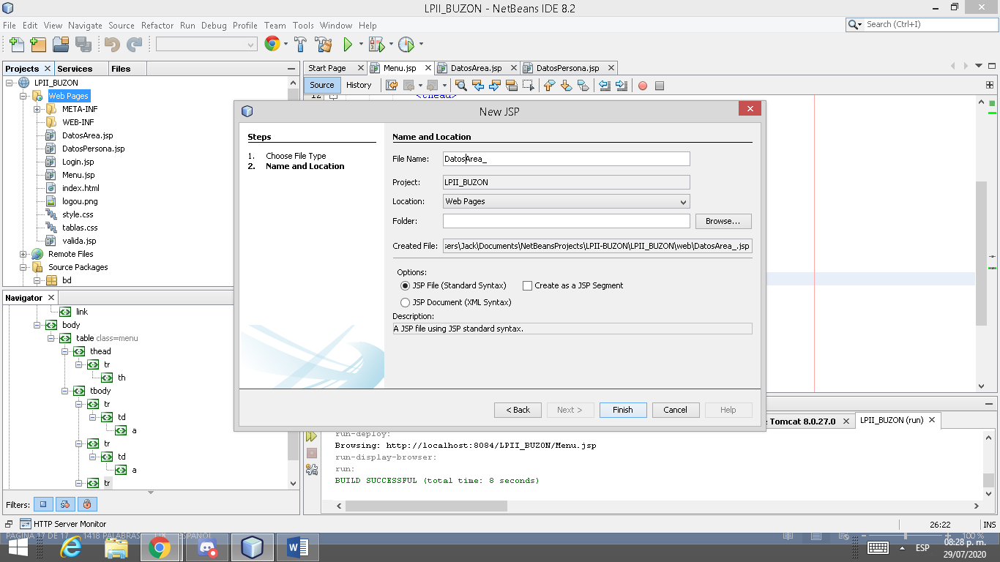 LPII_BUZON - NetBeans IDE 8.2
File Edit View Navigate Source Refactor Run Debug Profile Team Tools Window Help
Search (Ctrl+I)
Projects Services Files
LPII_BUZON
Web Pages
META-INF
WEB-INF
DatosArea.jsp
DatosPersona.jsp
Login.jsp
Menu.jsp
index.html
logou.png
style.css
tablas.css
valida.jsp
Remote Files
Source Packages
bd
Navigator
link
body
table class=menu
thead
tr
th
tbody
tr
td
a
tr
td
a
tr
Filters:
Start Page Menu.jsp DatosArea.jsp DatosPersona.jsp
Source History
12 <thead>
New JSP
Steps
1. Choose File Type
2. Name and Location
Name and Location
File Name: DatosArea_
Project: LPII_BUZON
Location: Web Pages
Folder: Browse...
Created File: sers\Jack\Documents\NetBeansProjects\LPII-BUZON\LPII_BUZON\web\DatosArea_.jsp
Options:
JSP File (Standard Syntax) Create as a JSP Segment
JSP Document (XML Syntax)
Description:
A JSP file using JSP standard syntax.
< Back Next > Finish Cancel Help
Tomcat 8.0.27.0 LPII_BUZON (run)
run-deploy:
Browsing: http://localhost:8084/LPII_BUZON/Menu.jsp
run-display-browser:
run:
BUILD SUCCESSFUL (total time: 8 seconds)
HTTP Server Monitor
26:22 INS
PÁGINA 17 DE 17 1418 PALABRAS ESPAÑOL 100 %
ESP
08:28 p. m.
29/07/2020